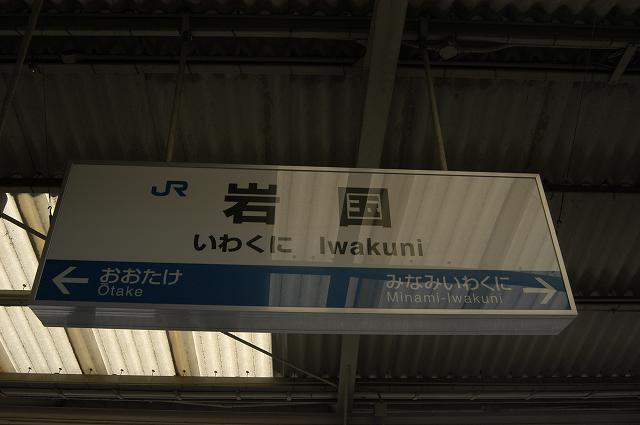 JR 岩国
いわくに Iwakuni
← おおたけ みなみいわくに →
Ōtake Minami-Iwakuni